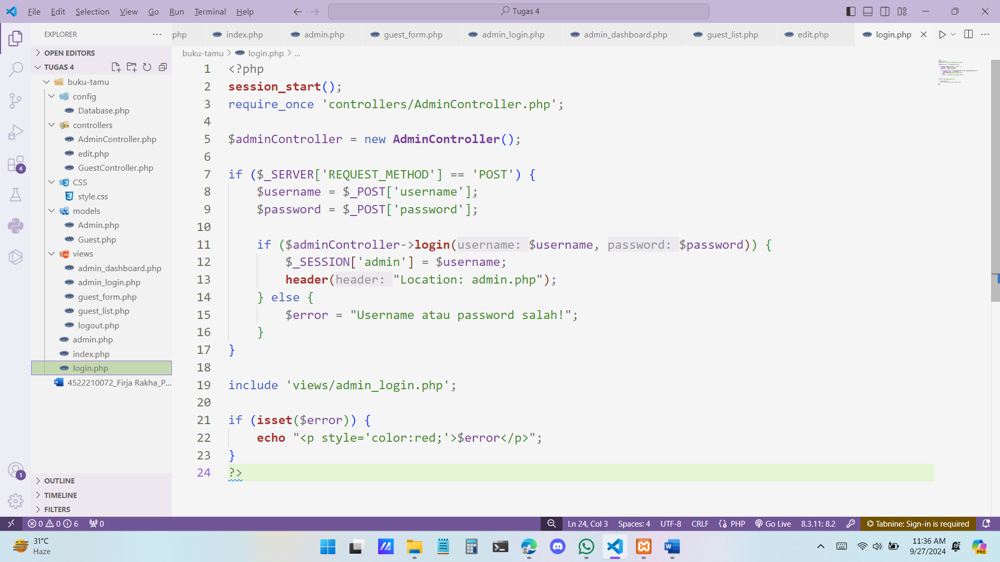 File Edit Selection View Go Run Terminal Help
Tugas 4
EXPLORER
php index.php admin.php guest_form.php admin_login.php admin_dashboard.php guest_list.php edit.php login.php
OPEN EDITORS
TUGAS 4
buku-tamu
config
Database.php
controllers
AdminController.php
edit.php
GuestController.php
CSS
style.css
models
Admin.php
Guest.php
views
admin_dashboard.php
admin_login.php
guest_form.php
guest_list.php
logout.php
admin.php
index.php
login.php
4522210072_Firja Rakha_P...
OUTLINE
TIMELINE
FILTERS
4
1
buku-tamu > login.php > ...
1 <?php
2 session_start();
3 require_once 'controllers/AdminController.php';
4
5 $adminController = new AdminController();
6
7 if ($_SERVER['REQUEST_METHOD'] == 'POST') {
8     $username = $_POST['username'];
9     $password = $_POST['password'];
10
11     if ($adminController->login(username: $username, password: $password)) {
12         $_SESSION['admin'] = $username;
13         header(header: "Location: admin.php");
14     } else {
15         $error = "Username atau password salah!";
16     }
17 }
18
19 include 'views/admin_login.php';
20
21 if (isset($error)) {
22     echo "<p style='color:red;'>$error</p>";
23 }
24 ?>
0 0 6 0 Ln 24, Col 3 Spaces: 4 UTF-8 CRLF PHP Go Live 8.3.11: 8.2 Tabnine: Sign-in is required
31°C
Haze
11:36 AM
9/27/2024
PRE